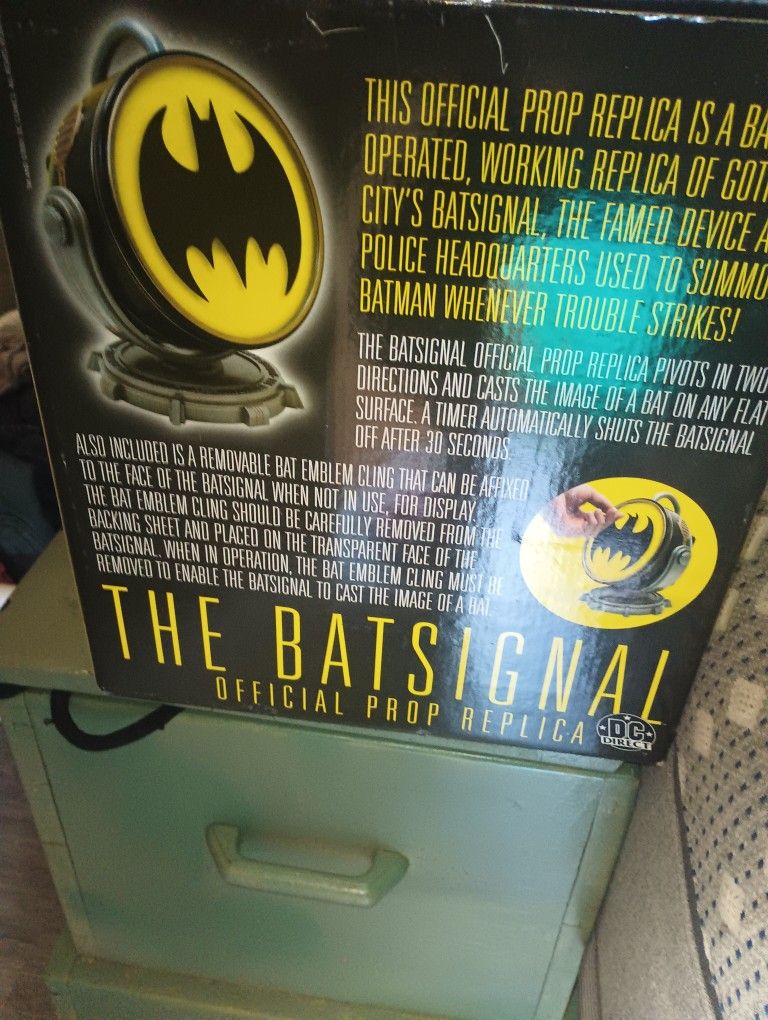 THIS OFFICIAL PROP REPLICA IS A BA
OPERATED, WORKING REPLICA OF GOT
CITY'S BATSIGNAL, THE FAMED DEVICE A
POLICE HEADQUARTERS USED TO SUMMO
BATMAN WHENEVER TROUBLE STRIKES!
THE BATSIGNAL OFFICIAL PROP REPLICA PIVOTS IN TWO
DIRECTIONS AND CASTS THE IMAGE OF A BAT ON ANY FLAT
SURFACE. A TIMER AUTOMATICALLY SHUTS THE BATSIGNAL
OFF AFTER 30 SECONDS.
ALSO INCLUDED IS A REMOVABLE BAT EMBLEM CLING THAT CAN BE AFFIXED
TO THE FACE OF THE BATSIGNAL WHEN NOT IN USE, FOR DISPLAY.
THE BAT EMBLEM CLING SHOULD BE CAREFULLY REMOVED FROM THE
BACKING SHEET AND PLACED ON THE TRANSPARENT FACE OF THE
BATSIGNAL. WHEN IN OPERATION, THE BAT EMBLEM CLING MUST BE
REMOVED TO ENABLE THE BATSIGNAL TO CAST THE IMAGE OF A BAT.
THE BATSIGNAL
OFFICIAL PROP REPLICA
DC
DIRECT